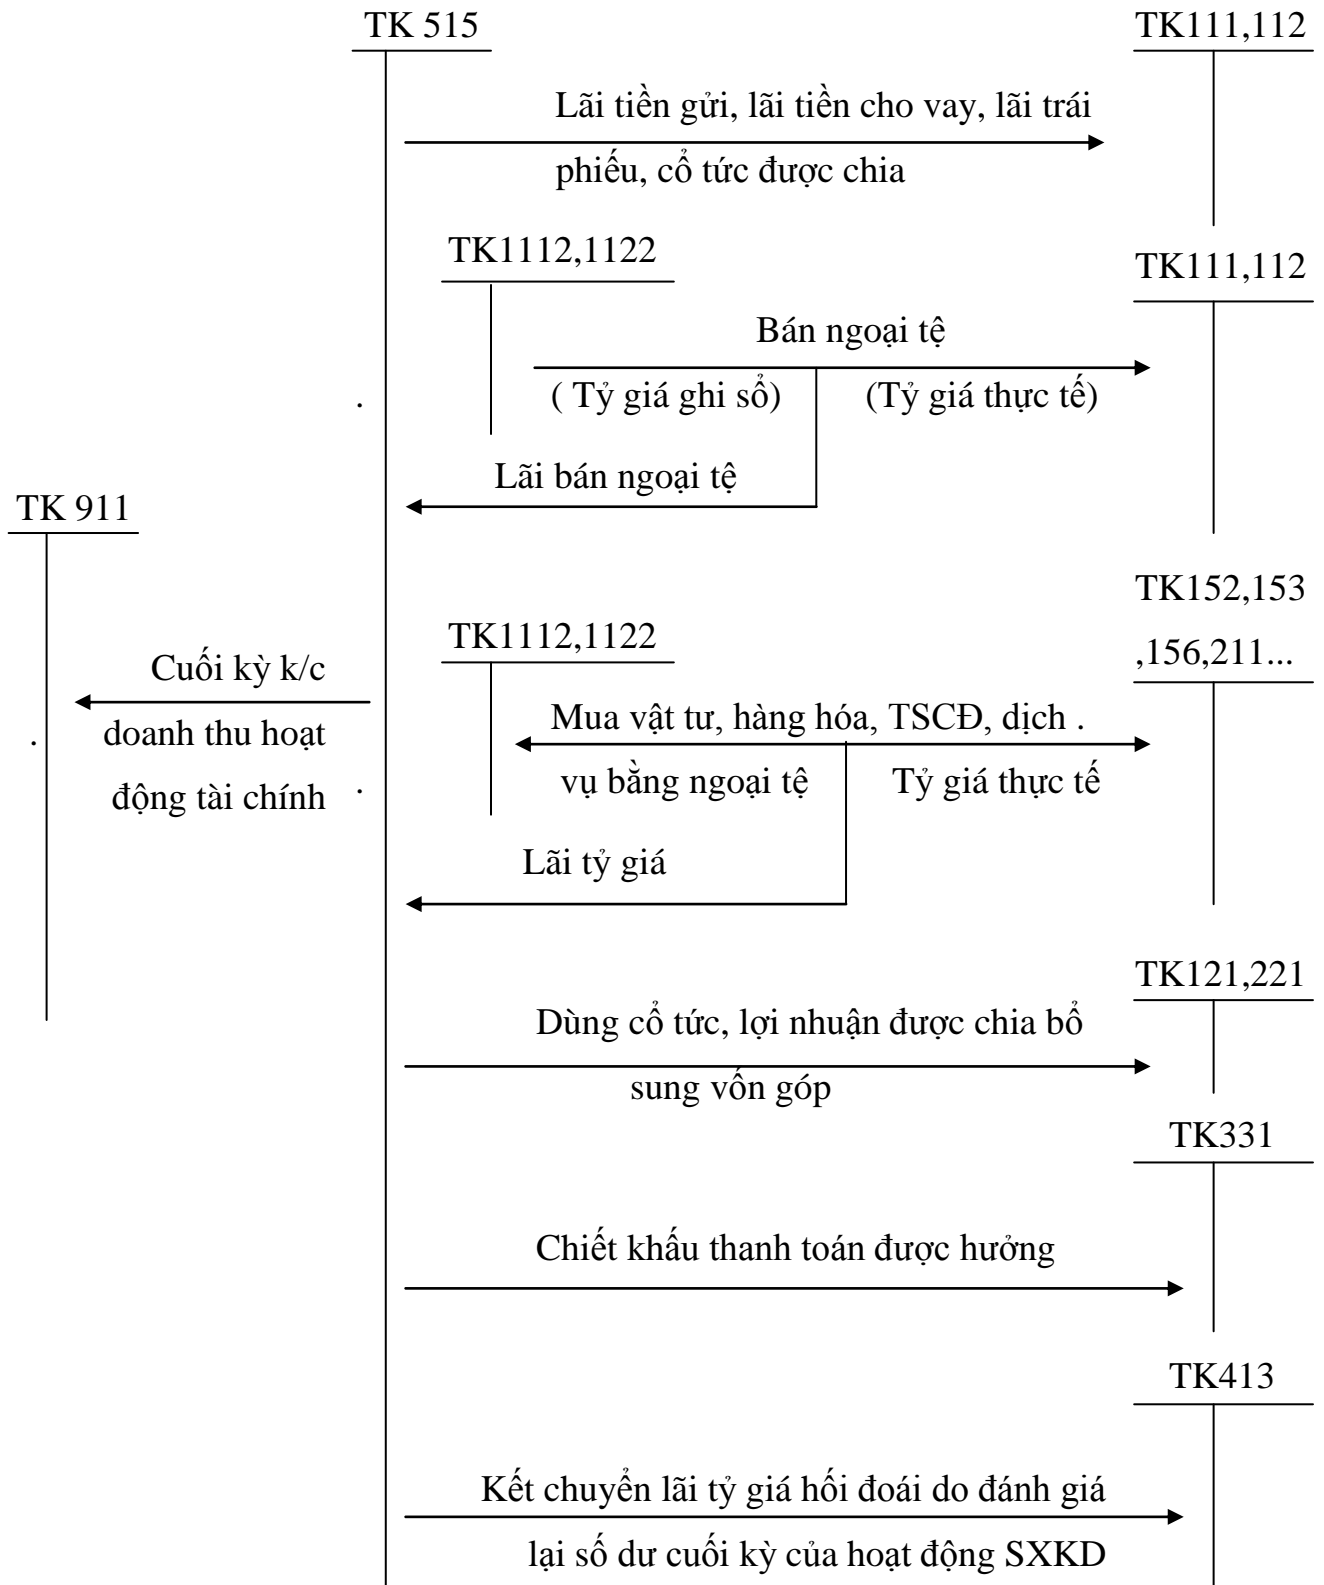 TK 515
TK111,112
Lãi tiền gửi, lãi tiền cho vay, lãi trái
phiếu, cổ tức được chia
TK1112,1122
TK111,112
Bán ngoại tệ
( Tỷ giá ghi sổ)
(Tỷ giá thực tế)
.
Lãi bán ngoại tệ
TK 911
TK152,153
,156,211...
TK1112,1122
Cuối kỳ k/c
doanh thu hoạt
động tài chính
.
.
Mua vật tư, hàng hóa, TSCĐ, dịch .
vụ bằng ngoại tệ
Tỷ giá thực tế
Lãi tỷ giá
TK121,221
Dùng cổ tức, lợi nhuận được chia bổ
sung vốn góp
TK331
Chiết khấu thanh toán được hưởng
TK413
Kết chuyển lãi tỷ giá hối đoái do đánh giá
lại số dư cuối kỳ của hoạt động SXKD